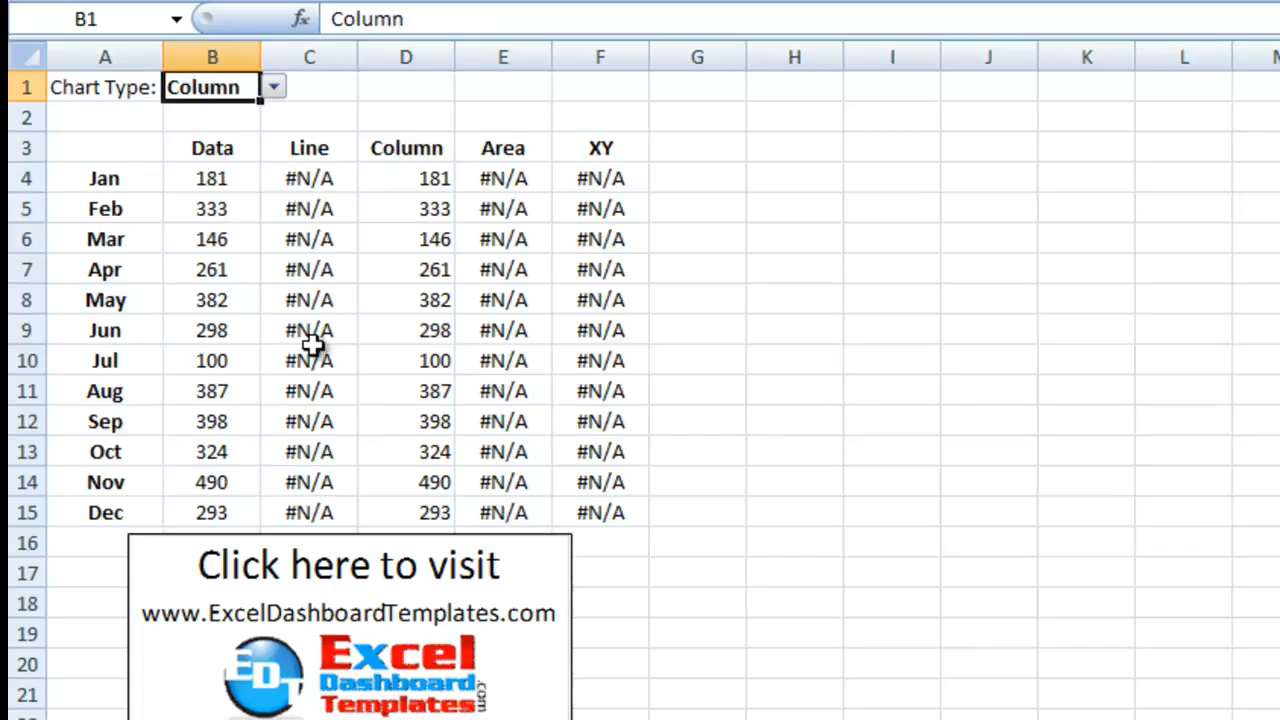 B1 fx Column
A B C D E F G H I J K L M
1 Chart Type: Column
2
3 Data Line Column Area XY
4 Jan 181 #N/A 181 #N/A #N/A
5 Feb 333 #N/A 333 #N/A #N/A
6 Mar 146 #N/A 146 #N/A #N/A
7 Apr 261 #N/A 261 #N/A #N/A
8 May 382 #N/A 382 #N/A #N/A
9 Jun 298 #N/A 298 #N/A #N/A
10 Jul 100 #N/A 100 #N/A #N/A
11 Aug 387 #N/A 387 #N/A #N/A
12 Sep 398 #N/A 398 #N/A #N/A
13 Oct 324 #N/A 324 #N/A #N/A
14 Nov 490 #N/A 490 #N/A #N/A
15 Dec 293 #N/A 293 #N/A #N/A
16
17 Click here to visit
18
19 www.ExcelDashboardTemplates.com
20 EDT Excel
21 Dashboard .com
Templates